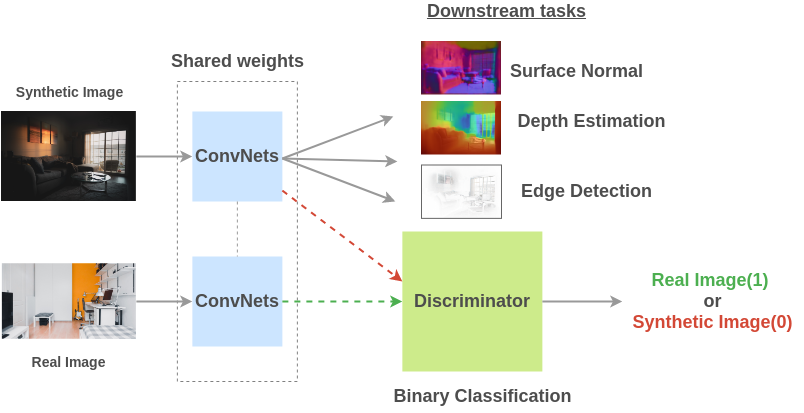 Downstream tasks
Shared weights
Synthetic Image
Surface Normal
Depth Estimation
ConvNets
Edge Detection
ConvNets
Discriminator
Real Image(1)
or
Synthetic Image(0)
Real Image
Binary Classification